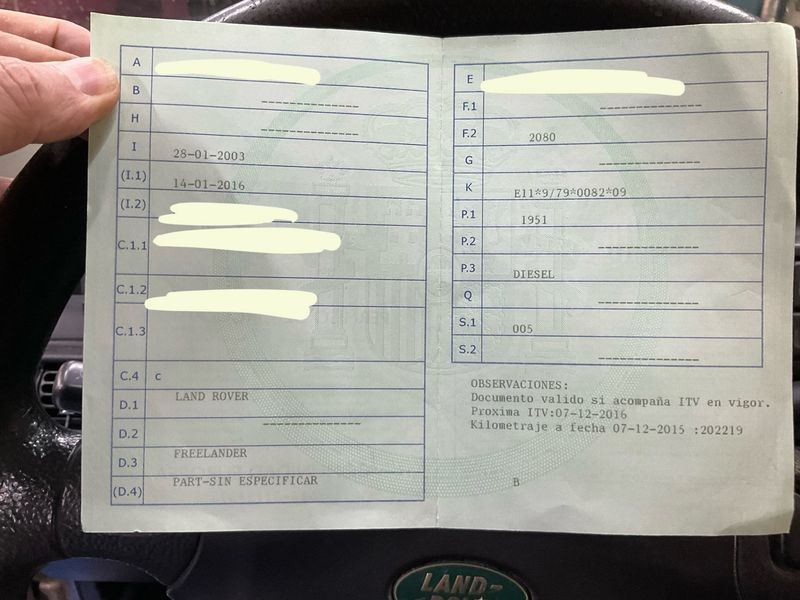 A
B --------------
H --------------
I 28-01-2003
(I.1) 14-01-2016
(I.2)
C.1.1
C.1.2
C.1.3
C.4 c
D.1 LAND ROVER
D.2 --------------
D.3 FREELANDER
(D.4) PART-SIN ESPECIFICAR
E
F.1 --------------
F.2 2080
G --------------
K E11*9/79*0082*09
P.1 1951
P.2 --------------
P.3 DIESEL
Q --------------
S.1 005
S.2 --------------
OBSERVACIONES:
Documento valido si acompaña ITV en vigor.
Proxima ITV:07-12-2016
Kilometraje a fecha 07-12-2015 :202219
B
LAND-